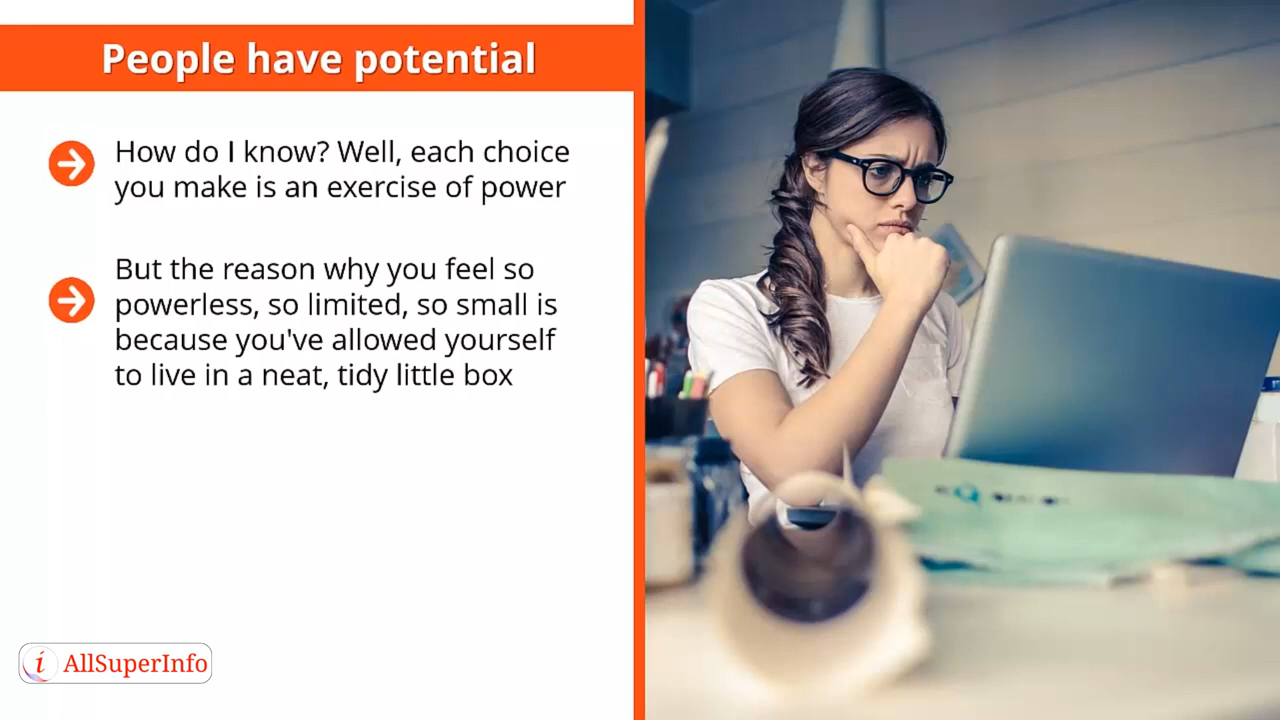 People have potential
How do I know? Well, each choice
you make is an exercise of power
But the reason why you feel so
powerless, so limited, so small is
because you've allowed yourself
to live in a neat, tidy little box
i AllSuperInfo